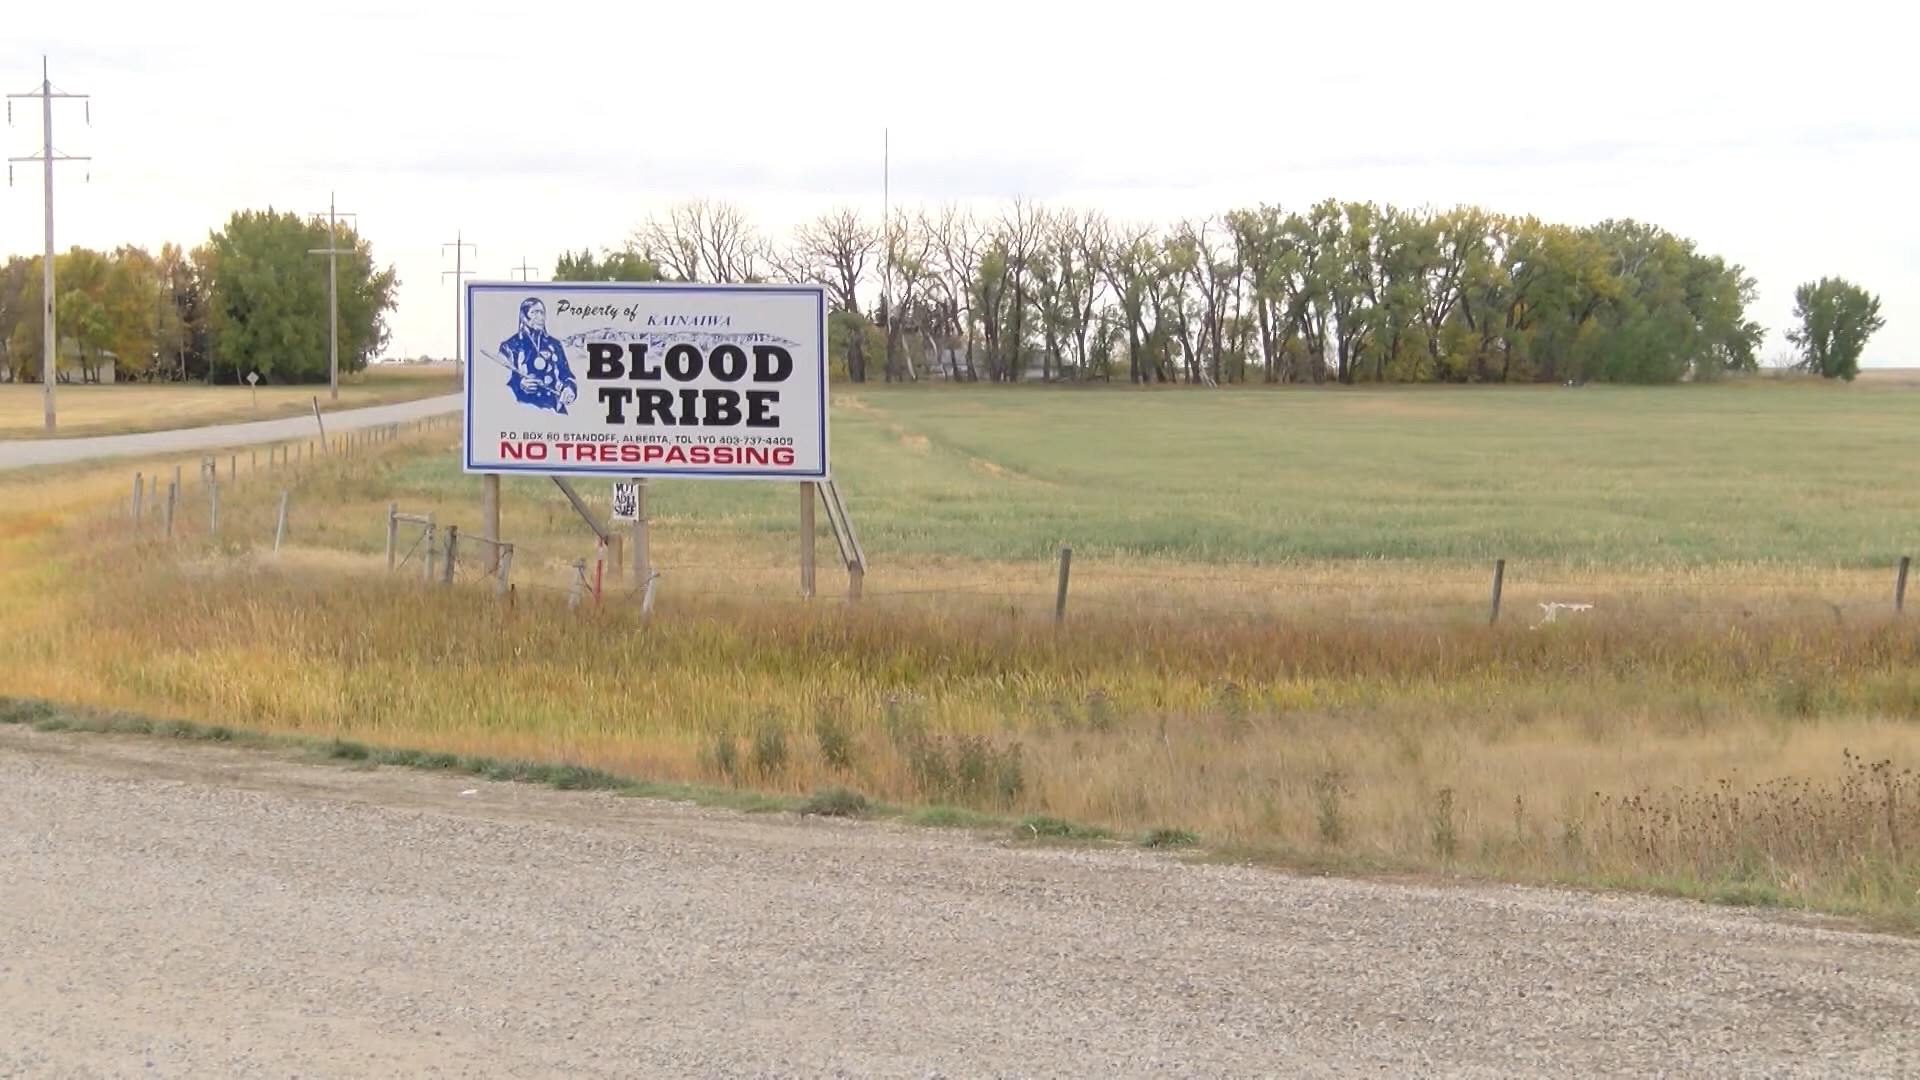 Property of KAINAIWA
BLOOD
TRIBE
P.O. BOX 60 STANDOFF, ALBERTA, T0L 1Y0 403-737-4409
NO TRESPASSING